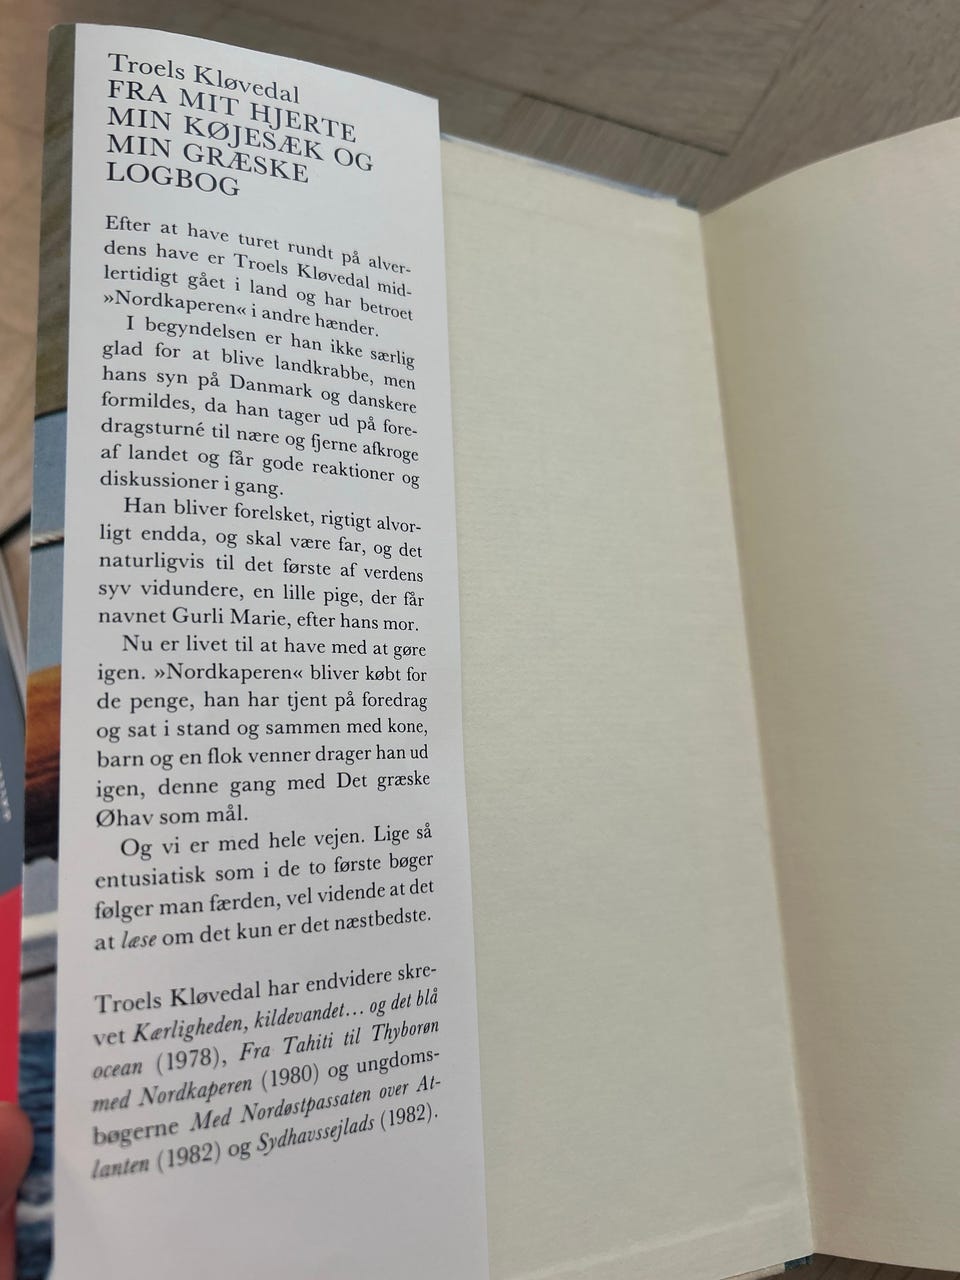 Troels Kløvedal
FRA MIT HJERTE
MIN KØJESÆK OG
MIN GRÆSKE
LOGBOG
Efter at have turet rundt på alver-
dens have er Troels Kløvedal mid-
lertidigt gået i land og har betroet
»Nordkaperen« i andre hænder.
I begyndelsen er han ikke særlig
glad for at blive landkrabbe, men
hans syn på Danmark og danskere
formildes, da han tager ud på fore-
dragsturné til nære og fjerne afkroge
af landet og får gode reaktioner og
diskussioner i gang.
Han bliver forelsket, rigtigt alvor-
ligt endda, og skal være far, og det
naturligvis til det første af verdens
syv vidundere, en lille pige, der får
navnet Gurli Marie, efter hans mor.
Nu er livet til at have med at gøre
igen. »Nordkaperen« bliver købt for
de penge, han har tjent på foredrag
og sat i stand og sammen med kone,
barn og en flok venner drager han ud
igen, denne gang med Det græske
Øhav som mål.
Og vi er med hele vejen. Lige så
entusiatisk som i de to første bøger
følger man færden, vel vidende at det
at læse om det kun er det næstbedste.
Troels Kløvedal har endvidere skre-
vet Kærligheden, kildevandet... og det blå
ocean (1978), Fra Tahiti til Thyborøn
med Nordkaperen (1980) og ungdoms-
bøgerne Med Nordøstpassaten over At-
lanten (1982) og Sydhavssejlads (1982).